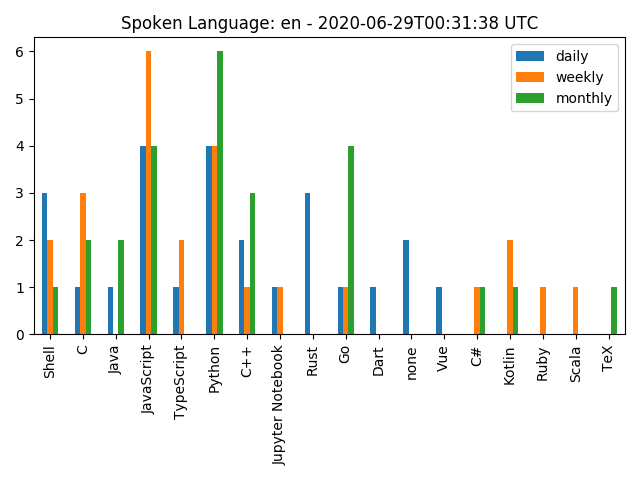 Spoken Language: en - 2020-06-29T00:31:38 UTC
daily
weekly
monthly
6
5
4
3
2
1
0
Shell
C
Java
JavaScript
TypeScript
Python
C++
Jupyter Notebook
Rust
Go
Dart
none
Vue
C#
Kotlin
Ruby
Scala
TeX